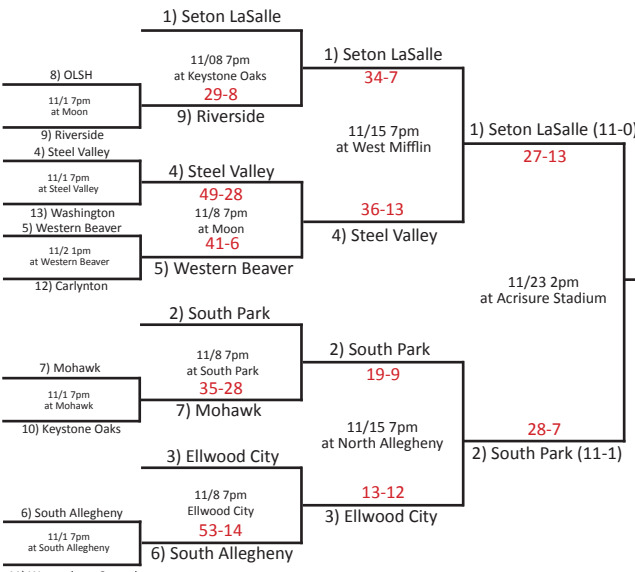 1) Seton LaSalle
11/08 7pm
at Keystone Oaks
8) OLSH
11/1 7pm
at Moon
9) Riverside
29-8
9) Riverside
1) Seton LaSalle
34-7
11/15 7pm
at West Mifflin
4) Steel Valley
11/1 7pm
at Steel Valley
13) Washington
4) Steel Valley
49-28
11/8 7pm
at Moon
41-6
5) Western Beaver
5) Western Beaver
11/2 1pm
at Western Beaver
12) Carlynton
36-13
4) Steel Valley
1) Seton LaSalle (11-0)
27-13
11/23 2pm
at Acrisure Stadium
2) South Park
11/8 7pm
at South Park
7) Mohawk
11/1 7pm
at Mohawk
10) Keystone Oaks
35-28
7) Mohawk
2) South Park
19-9
11/15 7pm
at North Allegheny
3) Ellwood City
11/8 7pm
Ellwood City
6) South Allegheny
11/1 7pm
at South Allegheny
53-14
6) South Allegheny
13-12
3) Ellwood City
28-7
2) South Park (11-1)